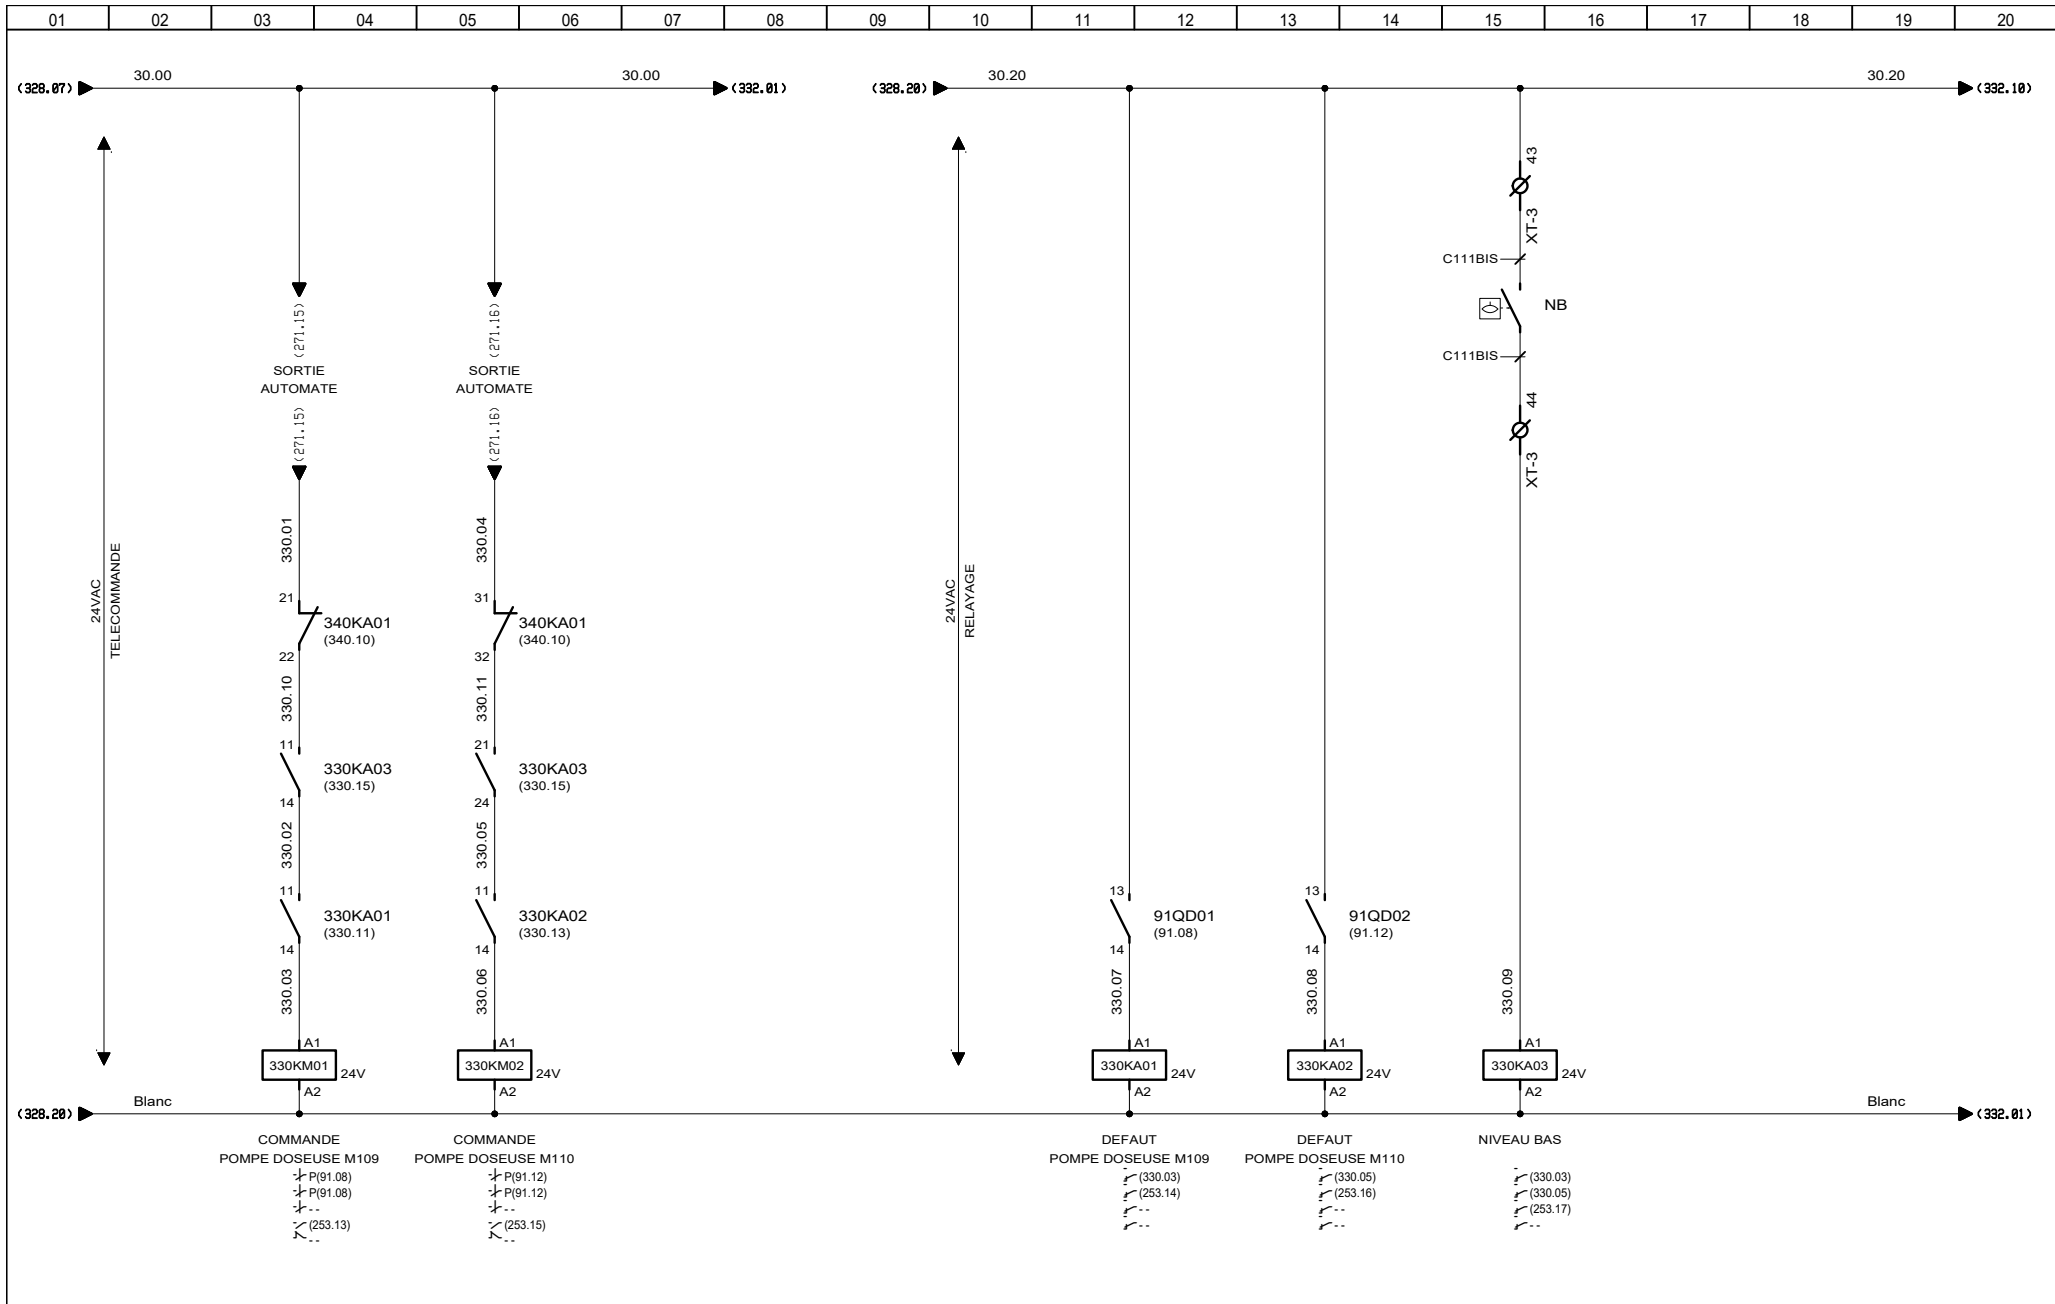 01 02 03 04 05 06 07 08 09 10 11 12 13 14 15 16 17 18 19 20
30.00 30.00 30.20 30.20
(328.07) (332.01) (328.20) (332.10)
43
XT-3
C111BIS
NB
(271.15) (271.16)
C111BIS
SORTIE SORTIE
AUTOMATE AUTOMATE
44
(271.15) (271.16)
XT-3
330.01 330.04
24VAC
TELECOMMANDE
24VAC
RELAYAGE
21 31
340KA01 340KA01
(340.10) (340.10)
22 32
330.10 330.11
11 21
330KA03 330KA03
(330.15) (330.15)
14 24
330.02 330.05
11 11 13 13
330KA01 330KA02 91QD01 91QD02
(330.11) (330.13) (91.08) (91.12)
14 14 14 14
330.03 330.06 330.07 330.08 330.09
A1 A1 A1 A1 A1
330KM01 24V 330KM02 24V 330KA01 24V 330KA02 24V 330KA03 24V
A2 A2 A2 A2 A2
Blanc Blanc
(328.20) (332.01)
COMMANDE COMMANDE DEFAUT DEFAUT NIVEAU BAS
POMPE DOSEUSE M109 POMPE DOSEUSE M110 POMPE DOSEUSE M109 POMPE DOSEUSE M110
P(91.08) P(91.12) (330.03) (330.05) (330.03)
P(91.08) P(91.12) (253.14) (253.16) (330.05)
-- -- -- -- (253.17)
(253.13) (253.15) -- -- --
-- --